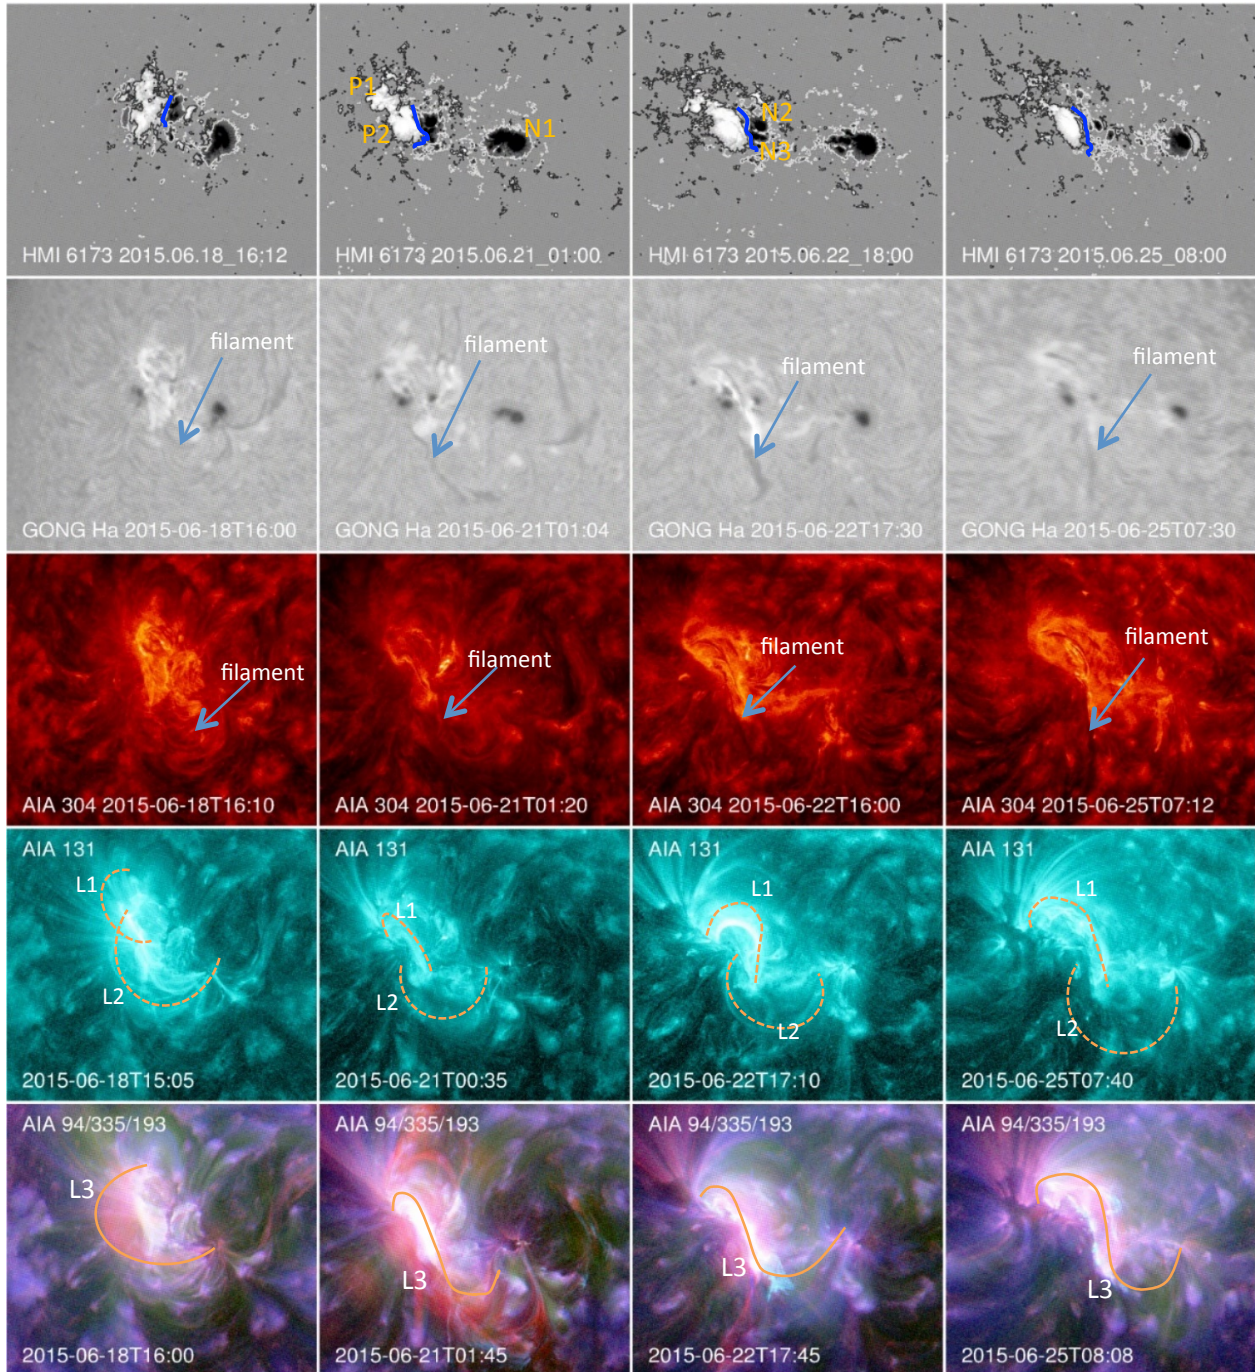 P1
P2
N1
N2
N3
HMI 6173 2015.06.18_16:12
HMI 6173 2015.06.21_01:00
HMI 6173 2015.06.22_18:00
HMI 6173 2015.06.25_08:00
filament
filament
filament
filament
GONG Ha 2015-06-18T16:00
GONG Ha 2015-06-21T01:04
GONG Ha 2015-06-22T17:30
GONG Ha 2015-06-25T07:30
filament
filament
filament
filament
AIA 304 2015-06-18T16:10
AIA 304 2015-06-21T01:20
AIA 304 2015-06-22T16:00
AIA 304 2015-06-25T07:12
AIA 131
L1
L2
2015-06-18T15:05
AIA 131
L1
L2
2015-06-21T00:35
AIA 131
L1
L2
2015-06-22T17:10
AIA 131
L1
L2
2015-06-25T07:40
AIA 94/335/193
L3
2015-06-18T16:00
AIA 94/335/193
L3
2015-06-21T01:45
AIA 94/335/193
L3
2015-06-22T17:45
AIA 94/335/193
L3
2015-06-25T08:08